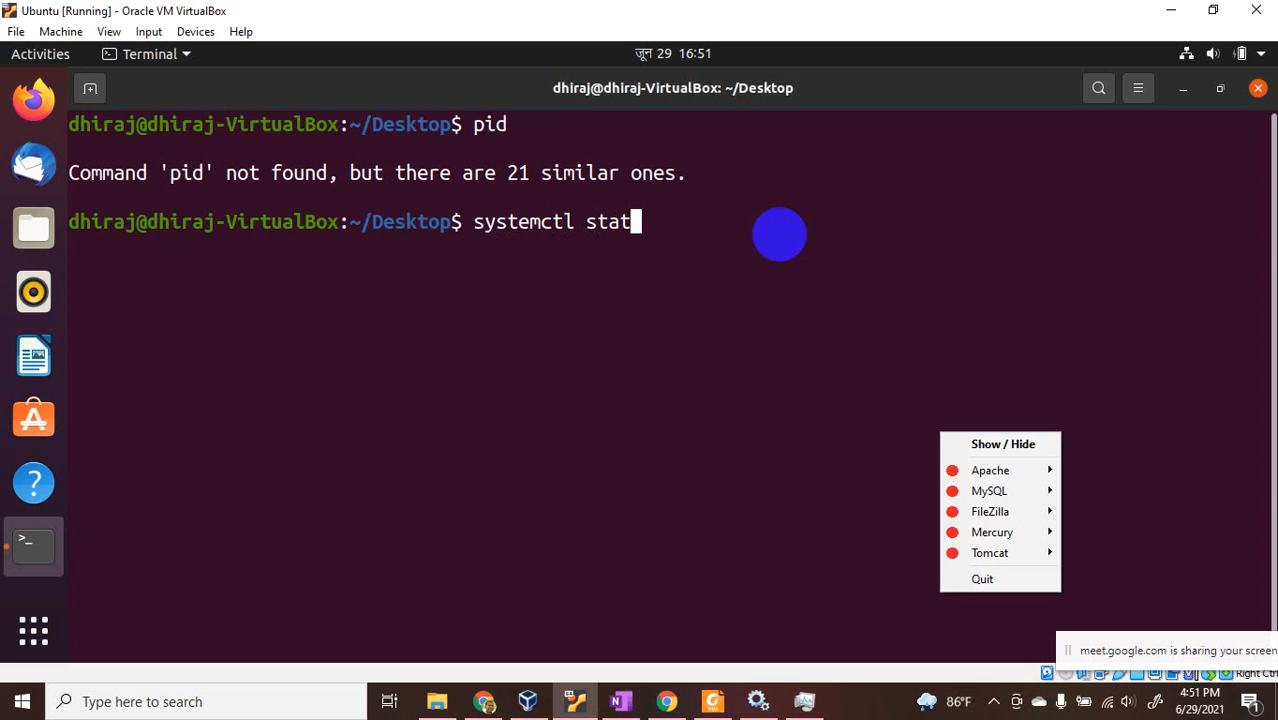 Ubuntu [Running] - Oracle VM VirtualBox
File Machine View Input Devices Help
Activities Terminal जून 29 16:51
dhiraj@dhiraj-VirtualBox: ~/Desktop
dhiraj@dhiraj-VirtualBox:~/Desktop$ pid
Command 'pid' not found, but there are 21 similar ones.
dhiraj@dhiraj-VirtualBox:~/Desktop$ systemctl stat
Show / Hide
Apache
MySQL
FileZilla
Mercury
Tomcat
Quit
meet.google.com is sharing your screen
Right Ctrl
Type here to search
86°F
4:51 PM
6/29/2021
1